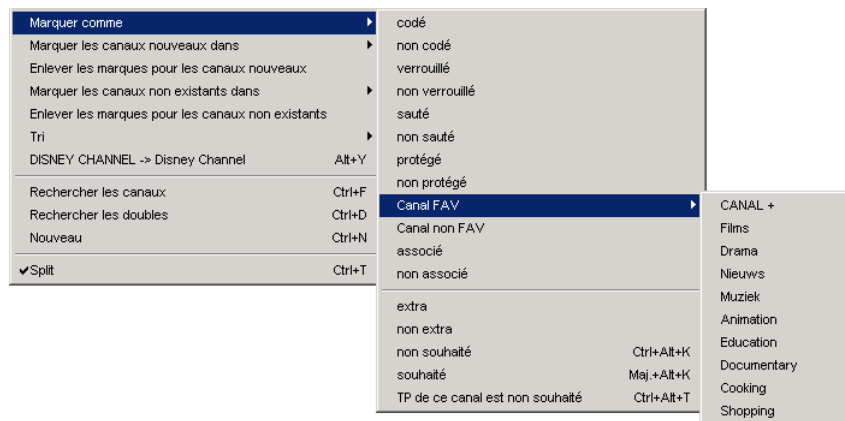 Marquer comme
Marquer les canaux nouveaux dans
Enlever les marques pour les canaux nouveaux
Marquer les canaux non existants dans
Enlever les marques pour les canaux non existants
Tri
DISNEY CHANNEL -> Disney Channel Alt+Y
Rechercher les canaux Ctrl+F
Rechercher les doubles Ctrl+D
Nouveau Ctrl+N
Split Ctrl+T
codé
non codé
verrouillé
non verrouillé
sauté
non sauté
protégé
non protégé
Canal FAV
Canal non FAV
associé
non associé
extra
non extra
non souhaité Ctrl+Alt+K
souhaité Maj.+Alt+K
TP de ce canal est non souhaité Ctrl+Alt+T
CANAL +
Films
Drama
Nieuws
Muziek
Animation
Education
Documentary
Cooking
Shopping